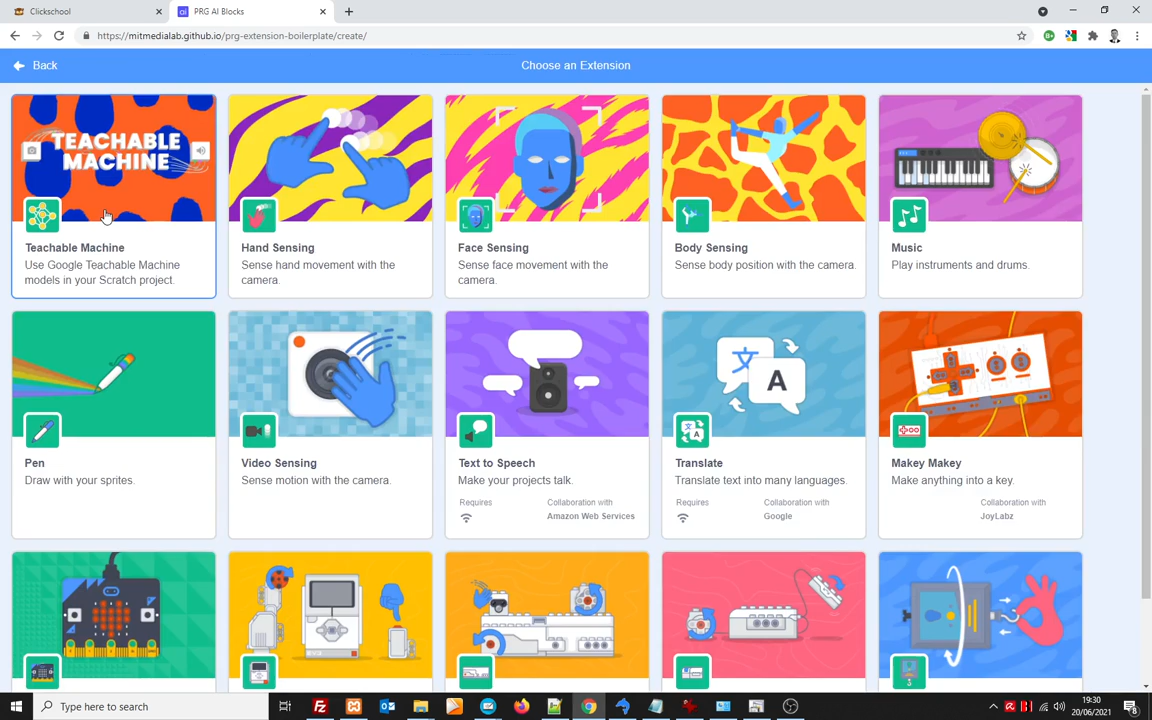 Clickschool
PRG AI Blocks
https://mitmedialab.github.io/prg-extension-boilerplate/create/
Back
Choose an Extension
TEACHABLE
MACHINE
Teachable Machine
Use Google Teachable Machine
models in your Scratch project.
Hand Sensing
Sense hand movement with the
camera.
Face Sensing
Sense face movement with the
camera.
Body Sensing
Sense body position with the camera.
Music
Play instruments and drums.
Pen
Draw with your sprites.
Video Sensing
Sense motion with the camera.
Text to Speech
Make your projects talk.
Requires
Collaboration with
Amazon Web Services
文
A
Translate
Translate text into many languages.
Requires
Collaboration with
Google
Makey Makey
Make anything into a key.
Collaboration with
JoyLabz
Type here to search
19:30
20/06/2021